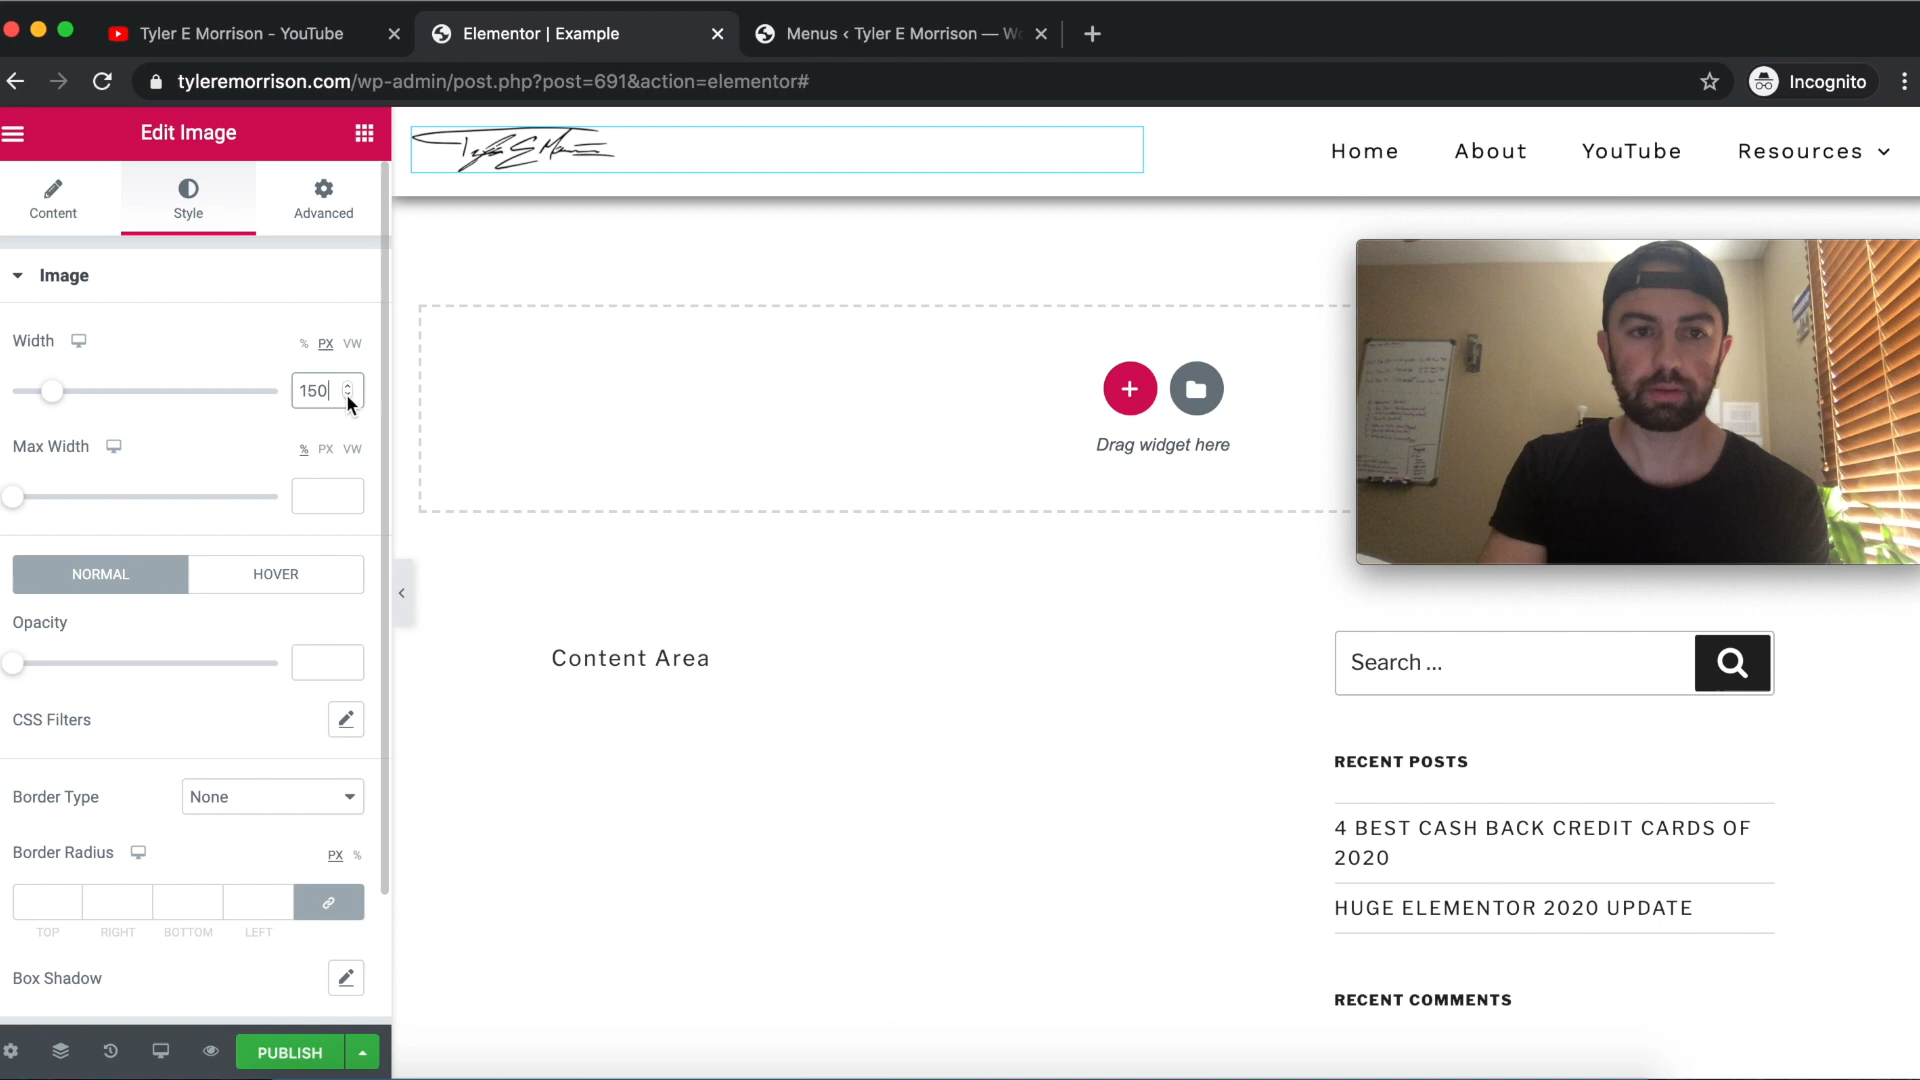 Tyler E Morrison - YouTube
Elementor | Example
Menus ‹ Tyler E Morrison — Wo
tyleremorrison.com/wp-admin/post.php?post=691&action=elementor#
Incognito
Edit Image
Content
Style
Advanced
Image
Width
% PX VW
150
Max Width
% PX VW
NORMAL
HOVER
Opacity
CSS Filters
Border Type
None
Border Radius
PX %
TOP RIGHT BOTTOM LEFT
Box Shadow
PUBLISH
Tyler E Morrison
Home About YouTube Resources
Drag widget here
Content Area
Search ...
RECENT POSTS
4 BEST CASH BACK CREDIT CARDS OF
2020
HUGE ELEMENTOR 2020 UPDATE
RECENT COMMENTS